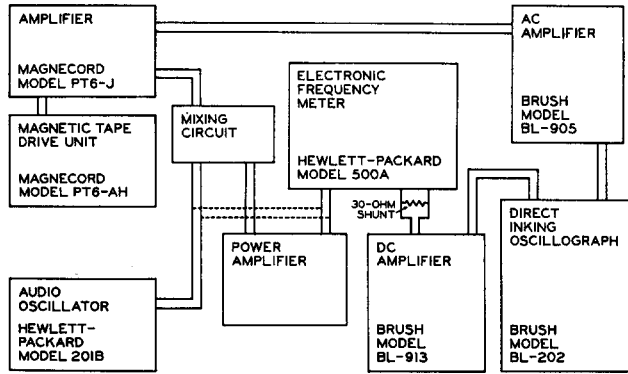 AMPLIFIER
MAGNECORD
MODEL PT6-J
MAGNETIC TAPE
DRIVE UNIT
MAGNECORD
MODEL PT6-AH
MIXING
CIRCUIT
ELECTRONIC
FREQUENCY
METER
HEWLETT-PACKARD
MODEL 500A
AC
AMPLIFIER
BRUSH
MODEL
BL-905
30-OHM
SHUNT
AUDIO
OSCILLATOR
HEWLETT-
PACKARD
MODEL 201B
POWER
AMPLIFIER
DC
AMPLIFIER
BRUSH
MODEL
BL-913
DIRECT
INKING
OSCILLOGRAPH
BRUSH
MODEL
BL-202